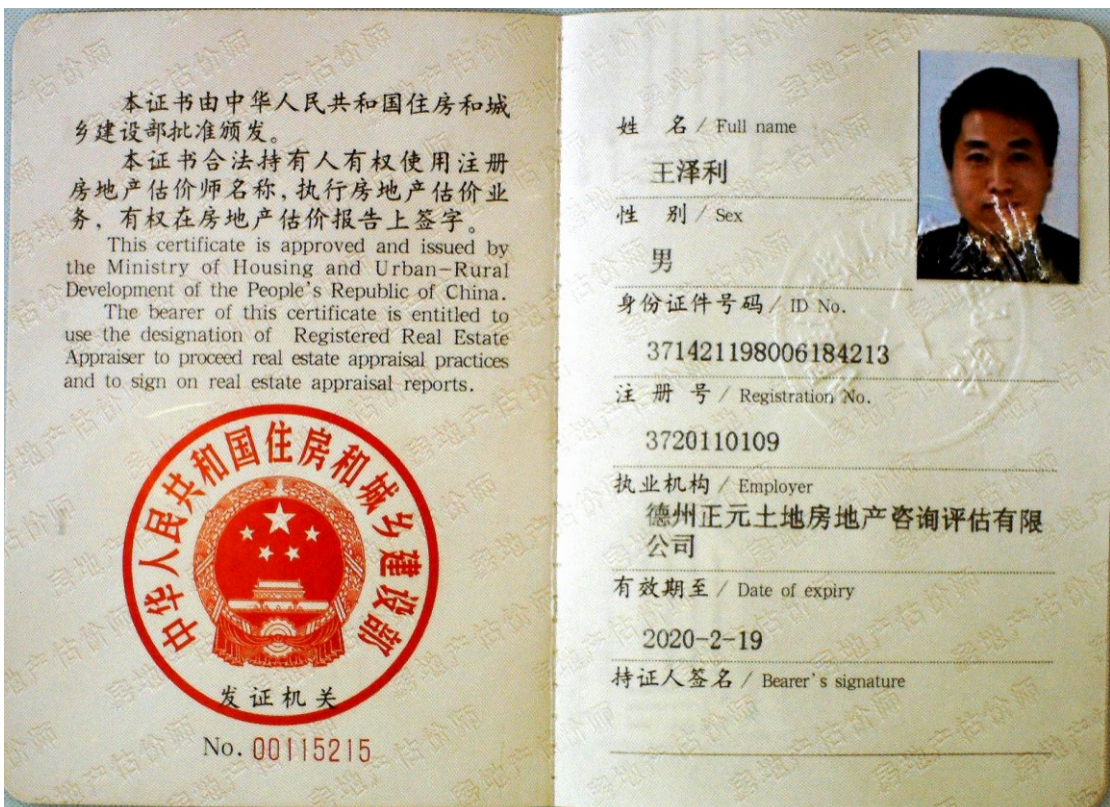 本证书由中华人民共和国住房和城
乡建设部批准颁发。
本证书合法持有人有权使用注册
房地产估价师名称，执行房地产估价业
务，有权在房地产估价报告上签字。
This certificate is approved and issued by
the Ministry of Housing and Urban-Rural
Development of the People's Republic of China.
The bearer of this certificate is entitled to
use the designation of Registered Real Estate
Appraiser to proceed real estate appraisal practices
and to sign on real estate appraisal reports.
中华人民共和国住房和城乡建设部
发证机关
No. 00115215
姓 名 / Full name
王泽利
性 别 / Sex
男
身份证件号码 / ID No.
371421198006184213
注 册 号 / Registration No.
3720110109
执业机构 / Employer
德州正元土地房地产咨询评估有限
公司
有效期至 / Date of expiry
2020-2-19
持证人签名 / Bearer's signature